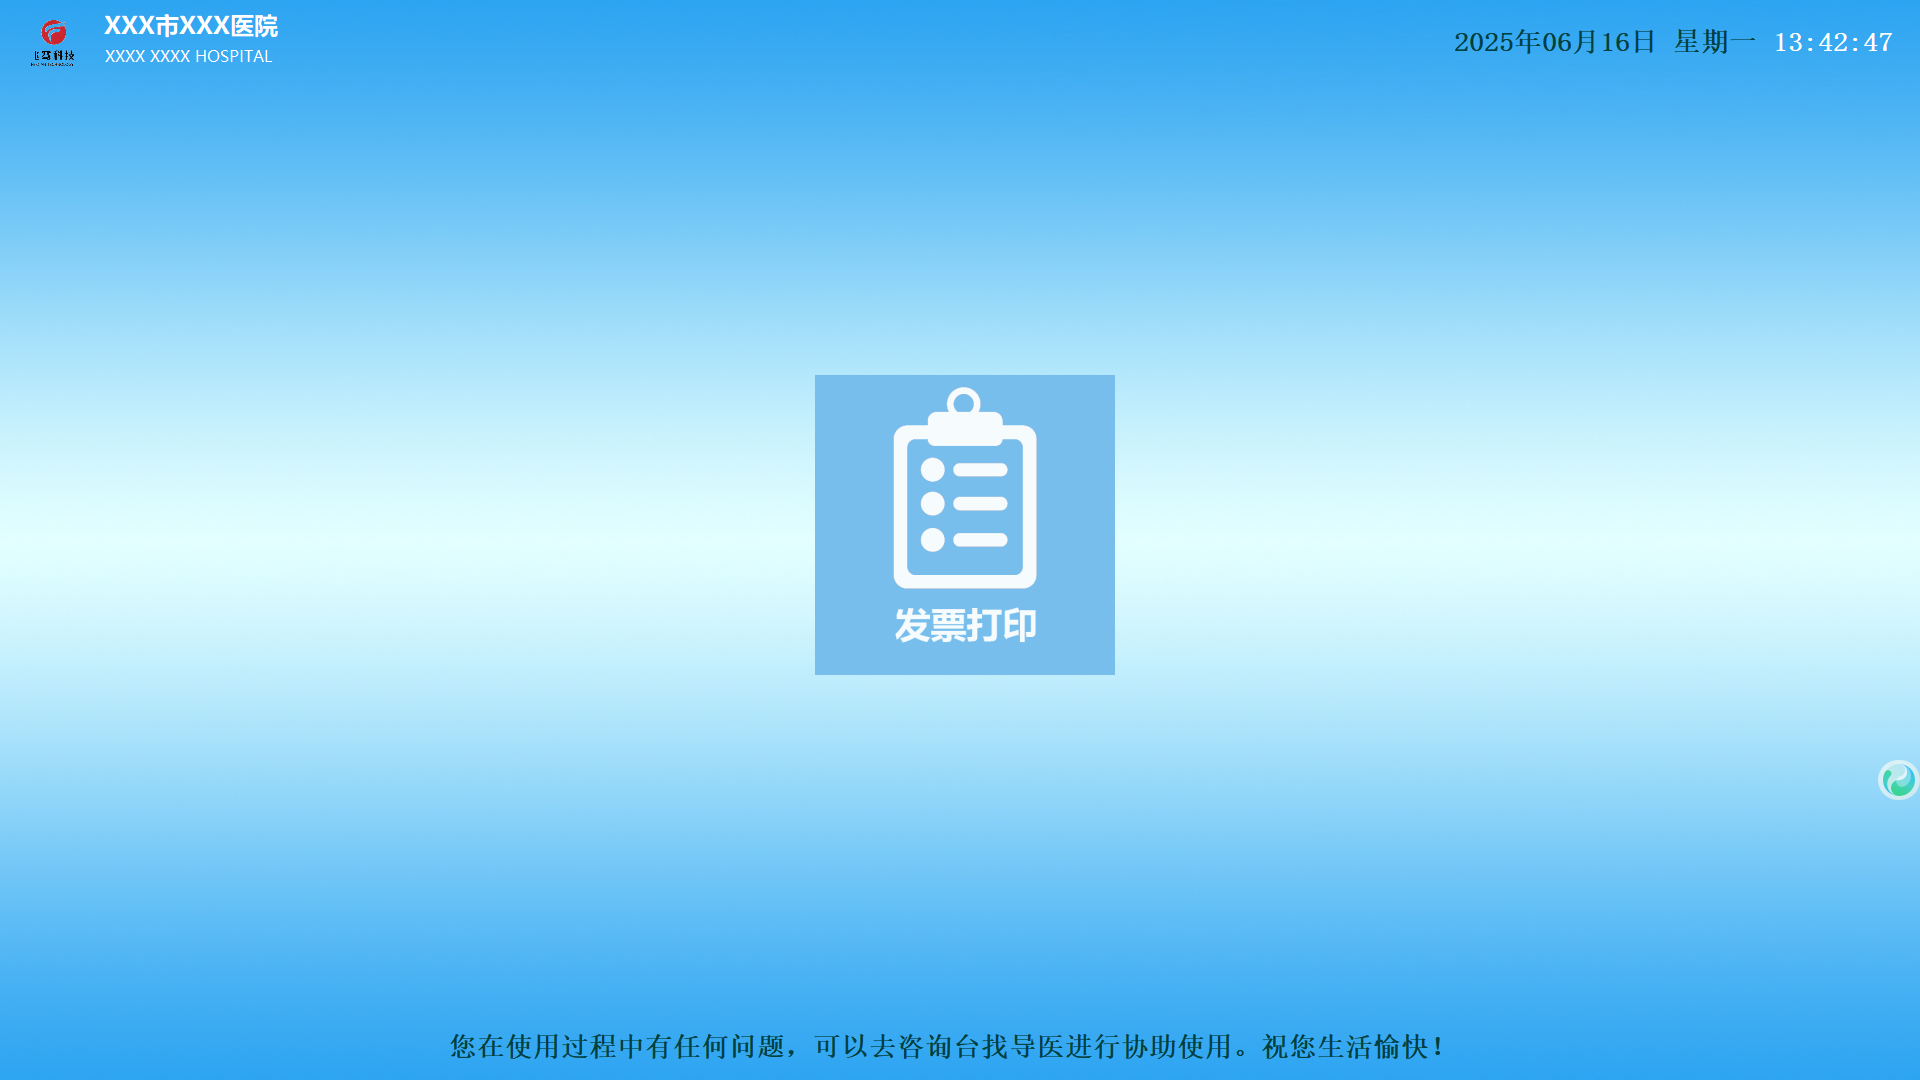 XXX市XXX医院
XXXX XXXX HOSPITAL
飞骞科技
2025年06月16日 星期一 13:42:47
发票打印
您在使用过程中有任何问题，可以去咨询台找导医进行协助使用。祝您生活愉快！